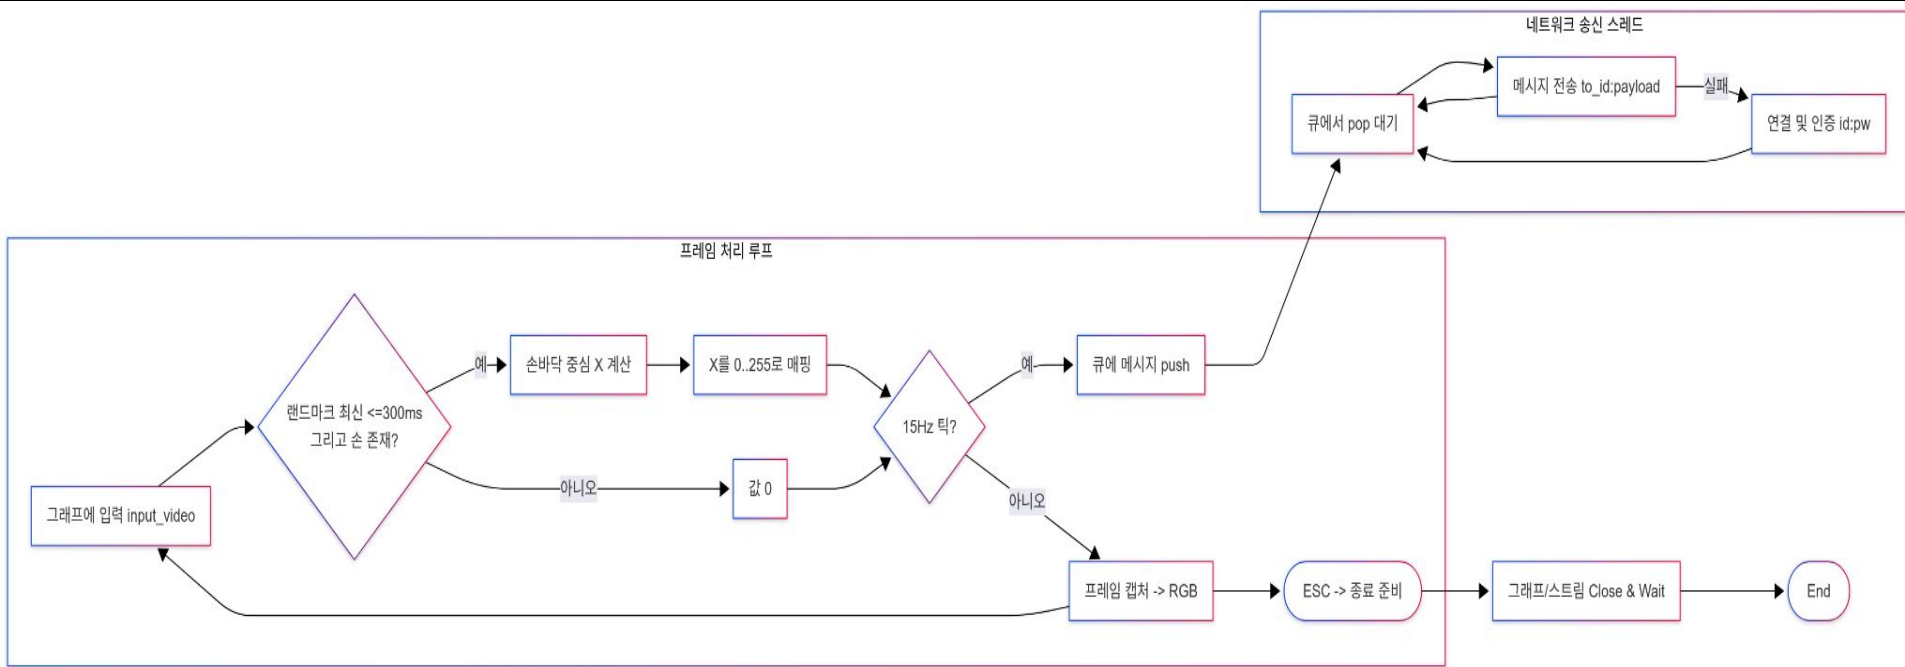 네트워크 송신 스레드
메시지 전송 to_id:payload
실패
큐에서 pop 대기
연결 및 인증 id:pw
프레임 처리 루프
예
손바닥 중심 X 계산
X를 0..255로 매핑
예
큐에 메시지 push
랜드마크 최신 <=300ms
그리고 손 존재?
15Hz 틱?
아니오
값 0
아니오
그래프에 입력 input_video
프레임 캡처 -> RGB
ESC -> 종료 준비
그래프/스트림 Close & Wait
End